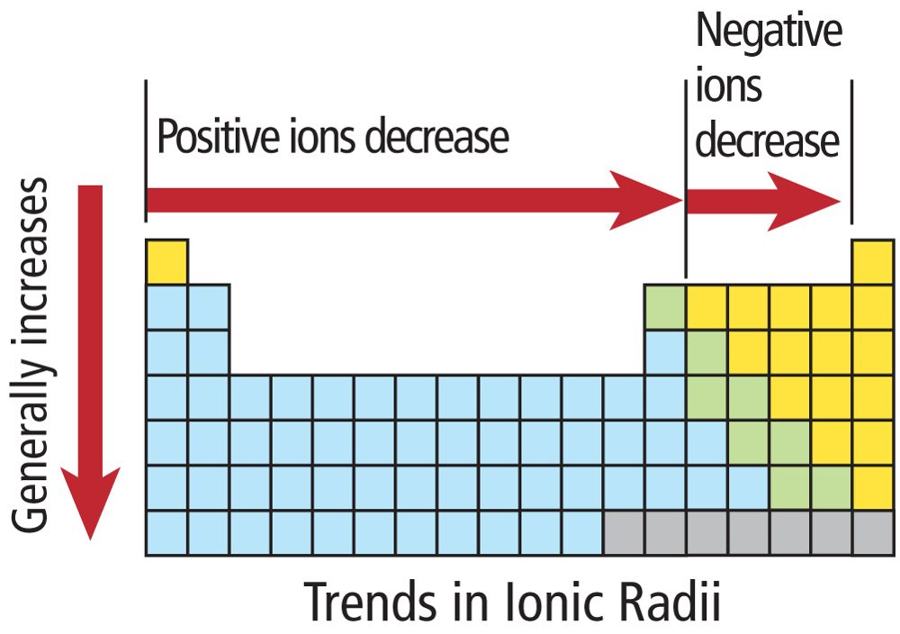 Negative
ions
decrease
Positive ions decrease
Generally increases
Trends in Ionic Radii